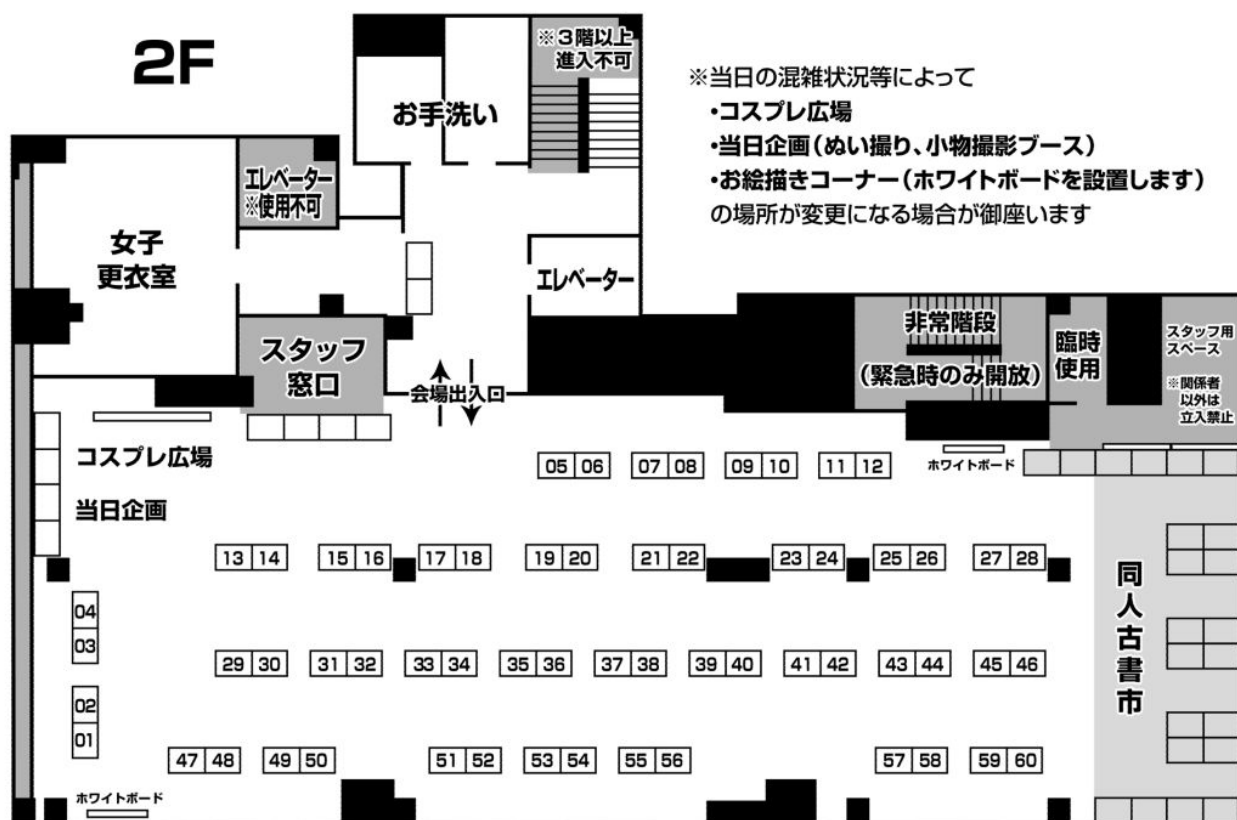 2F
※3階以上
進入不可
お手洗い
※当日の混雑状況等によって
・コスプレ広場
・当日企画(ぬい撮り、小物撮影ブース)
・お絵描きコーナー(ホワイトボードを設置します)
の場所が変更になる場合が御座います
エレベーター
※使用不可
女子
更衣室
エレベーター
スタッフ
窓口
会場出入口
非常階段
(緊急時のみ開放)
臨時
使用
スタッフ用
スペース
※関係者
以外は
立入禁止
コスプレ広場
当日企画
ホワイトボード
05 06 07 08 09 10 11 12
13 14 15 16 17 18 19 20 21 22 23 24 25 26 27 28
04
03
同人古書市
29 30 31 32 33 34 35 36 37 38 39 40 41 42 43 44 45 46
02
01
47 48 49 50 51 52 53 54 55 56 57 58 59 60
ホワイトボード